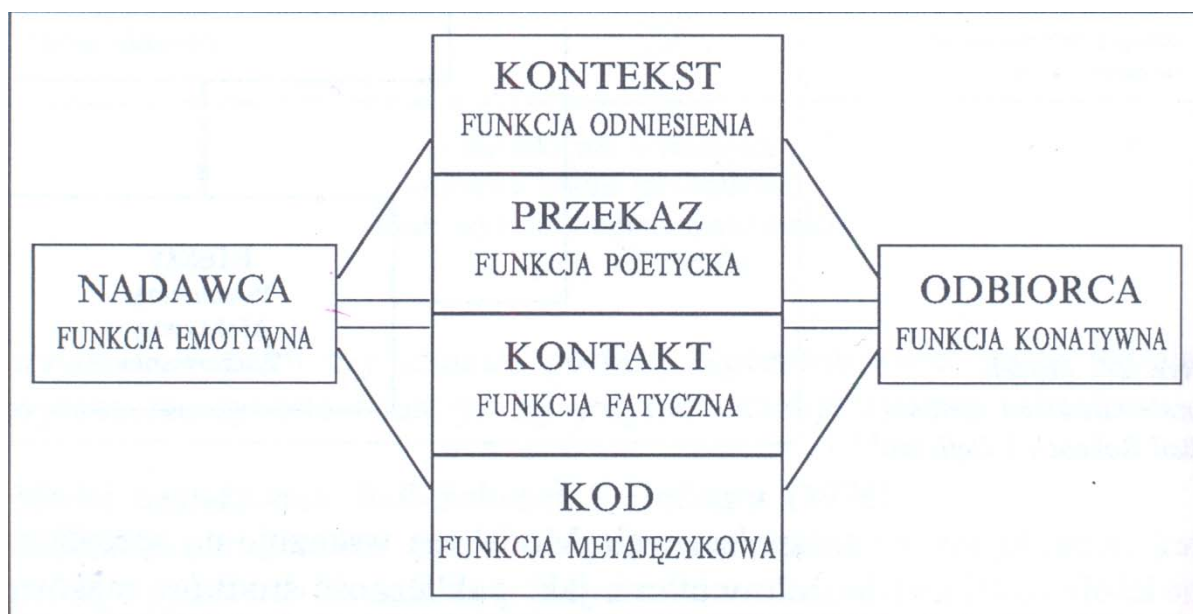 KONTEKST
FUNKCJA ODNIESIENIA
PRZEKAZ
FUNKCJA POETYCKA
NADAWCA
FUNKCJA EMOTYWNA
ODBIORCA
FUNKCJA KONATYWNA
KONTAKT
FUNKCJA FATYCZNA
KOD
FUNKCJA METAJĘZYKOWA